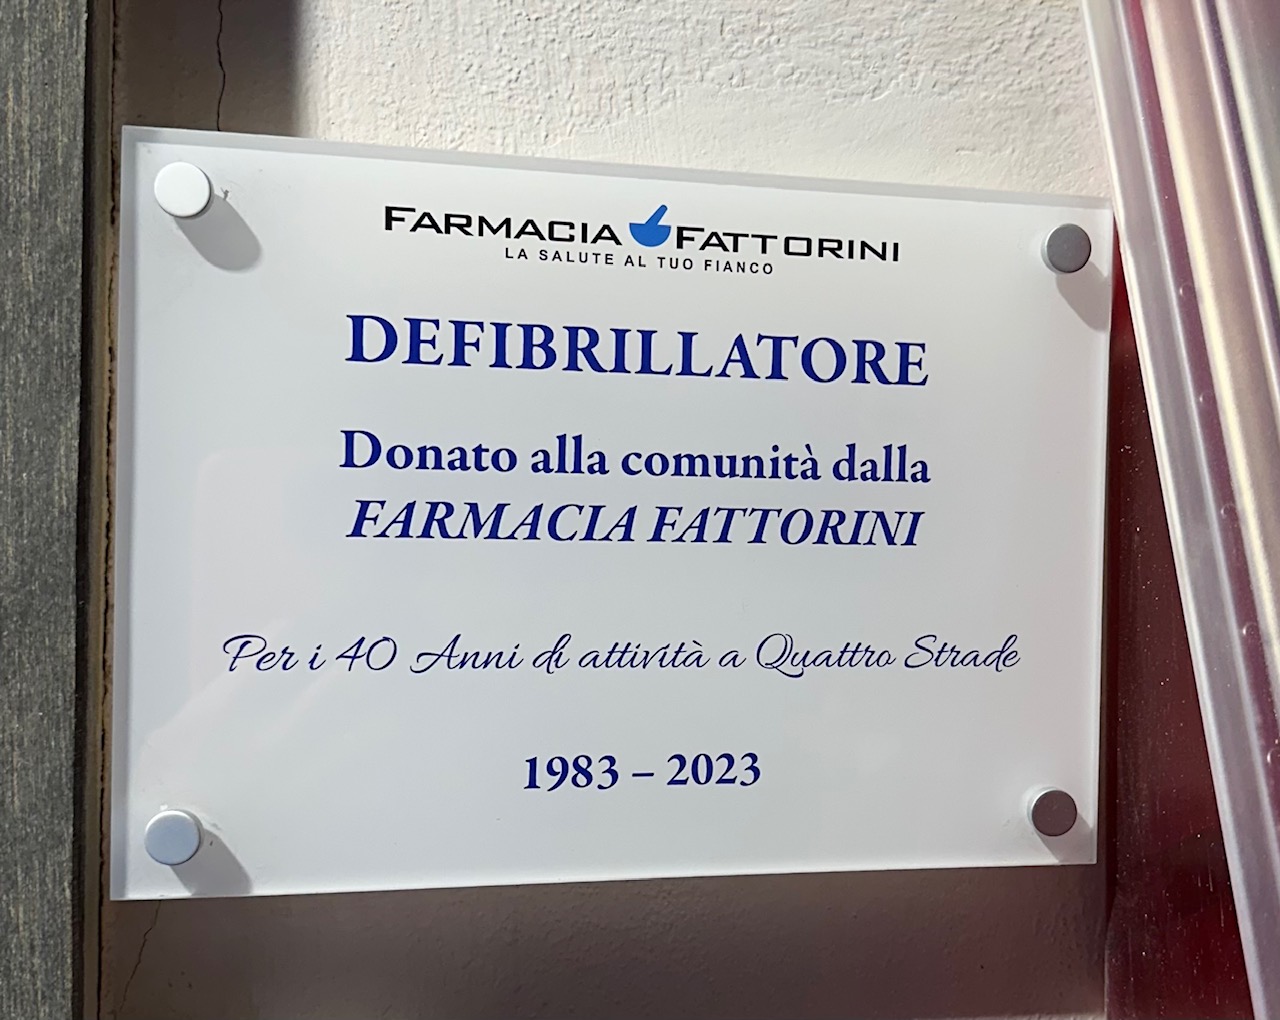 FARMACIA FATTORINI
LA SALUTE AL TUO FIANCO
DEFIBRILLATORE
Donato alla comunità dalla
FARMACIA FATTORINI
Per i 40 Anni di attività a Quattro Strade
1983 – 2023